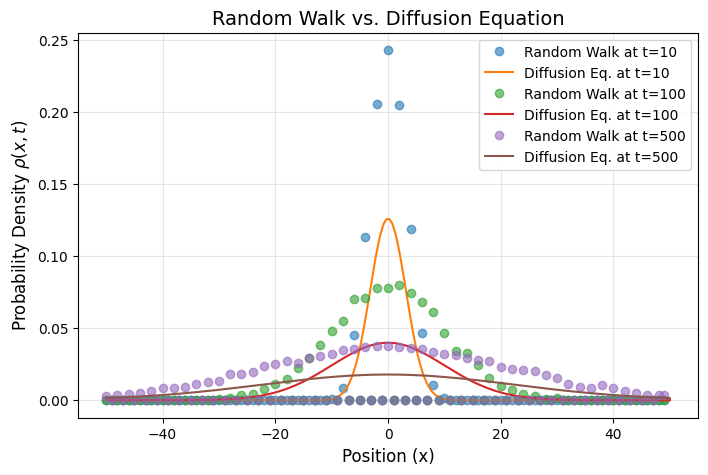 Random Walk vs. Diffusion Equation
Probability Density ρ(x, t)
0.25
0.20
0.15
0.10
0.05
0.00
Random Walk at t=10
Diffusion Eq. at t=10
Random Walk at t=100
Diffusion Eq. at t=100
Random Walk at t=500
Diffusion Eq. at t=500
−40 −20 0 20 40
Position (x)